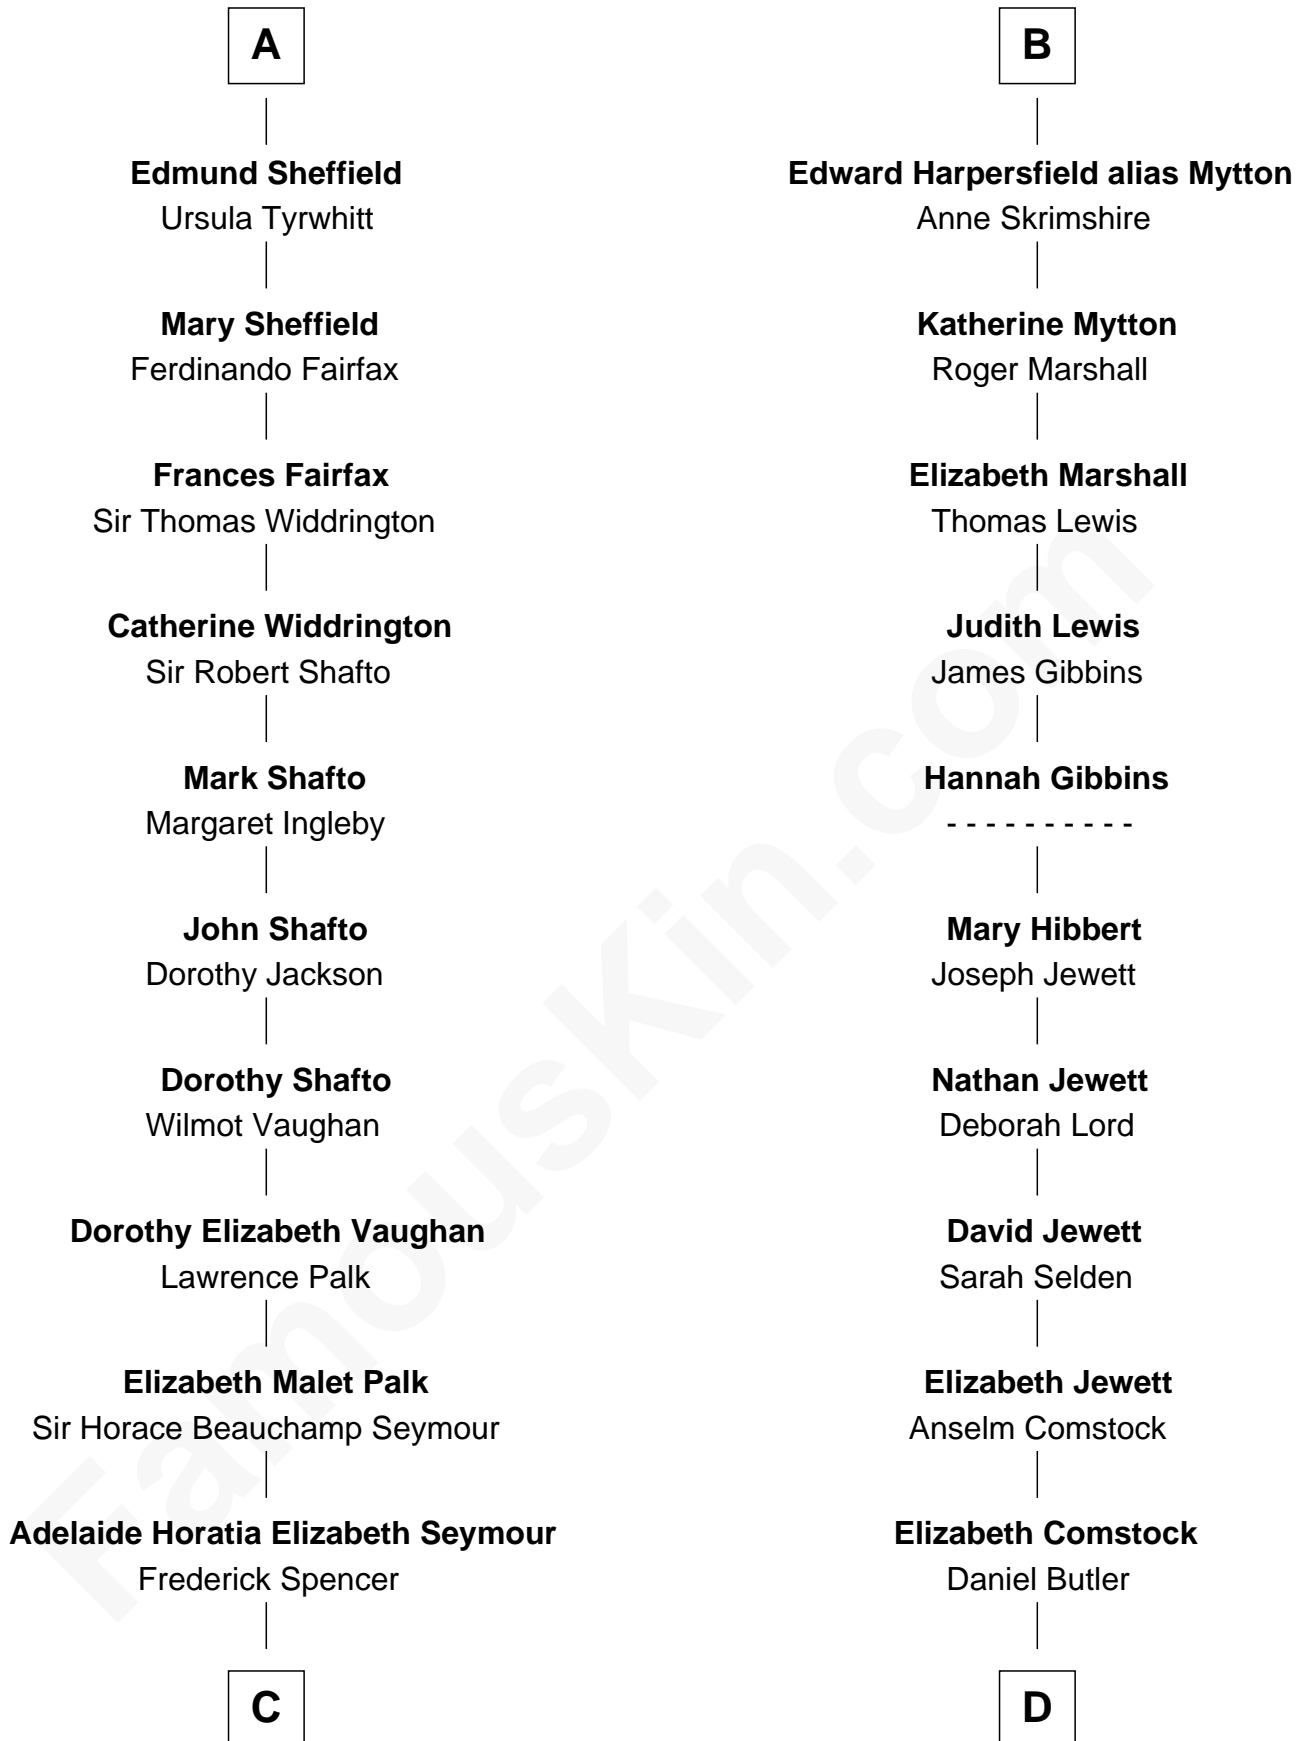 A
Edmund Sheffield
Ursula Tyrwhitt
Mary Sheffield
Ferdinando Fairfax
Frances Fairfax
Sir Thomas Widdrington
Catherine Widdrington
Sir Robert Shafto
Mark Shafto
Margaret Ingleby
John Shafto
Dorothy Jackson
Dorothy Shafto
Wilmot Vaughan
Dorothy Elizabeth Vaughan
Lawrence Palk
Elizabeth Malet Palk
Sir Horace Beauchamp Seymour
Adelaide Horatia Elizabeth Seymour
Frederick Spencer
C
B
Edward Harpersfield alias Mytton
Anne Skrimshire
Katherine Mytton
Roger Marshall
Elizabeth Marshall
Thomas Lewis
Judith Lewis
James Gibbins
Hannah Gibbins
- - - - - - - - - -
Mary Hibbert
Joseph Jewett
Nathan Jewett
Deborah Lord
David Jewett
Sarah Selden
Elizabeth Jewett
Anselm Comstock
Elizabeth Comstock
Daniel Butler
D
FamousKin.com